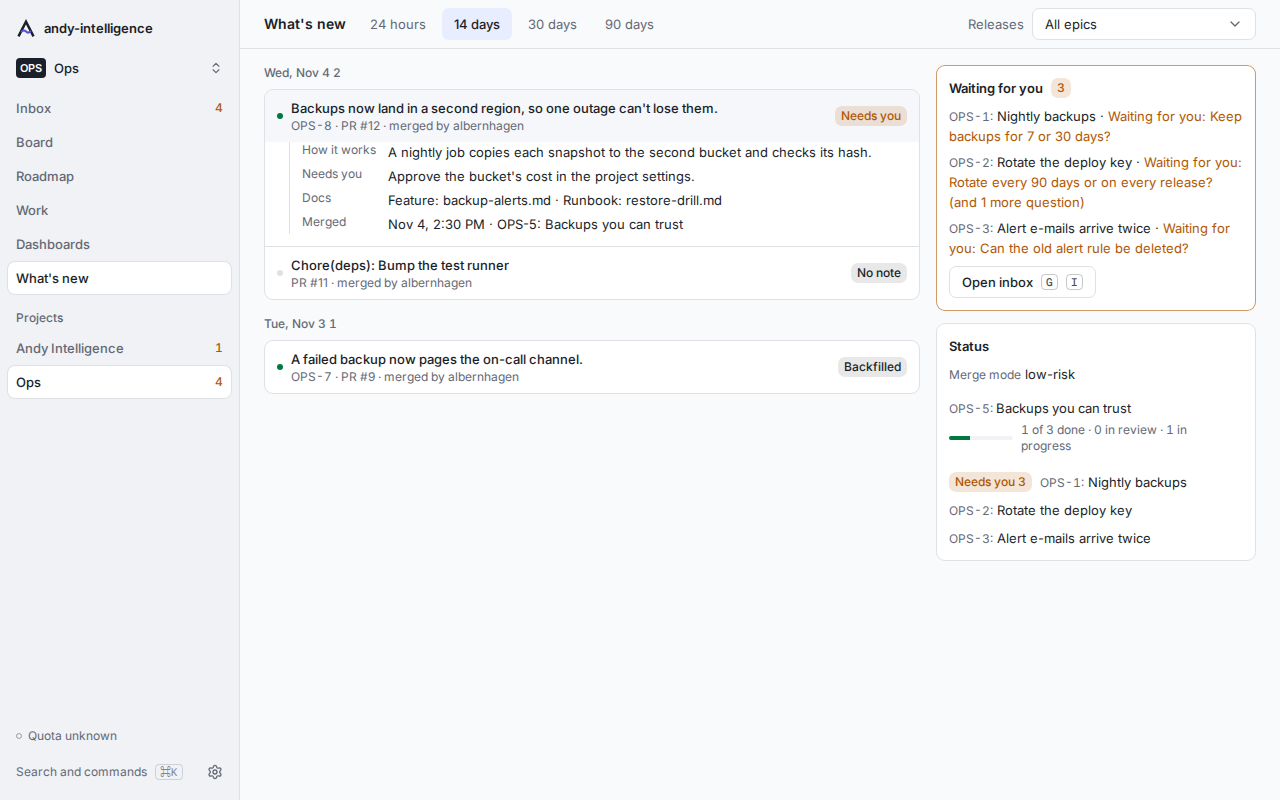 andy-intelligence
OPS Ops
Inbox 4
Board
Roadmap
Work
Dashboards
What's new
Projects
Andy Intelligence 1
Ops 4
Quota unknown
Search and commands ⌘K
What's new 24 hours 14 days 30 days 90 days
Releases All epics
Wed, Nov 4 2
Backups now land in a second region, so one outage can't lose them.
OPS-8 · PR #12 · merged by albernhagen
Needs you
How it works A nightly job copies each snapshot to the second bucket and checks its hash.
Needs you Approve the bucket's cost in the project settings.
Docs Feature: backup-alerts.md · Runbook: restore-drill.md
Merged Nov 4, 2:30 PM · OPS-5: Backups you can trust
Chore(deps): Bump the test runner
PR #11 · merged by albernhagen
No note
Tue, Nov 3 1
A failed backup now pages the on-call channel.
OPS-7 · PR #9 · merged by albernhagen
Backfilled
Waiting for you 3
OPS-1: Nightly backups · Waiting for you: Keep
backups for 7 or 30 days?
OPS-2: Rotate the deploy key · Waiting for you:
Rotate every 90 days or on every release?
(and 1 more question)
OPS-3: Alert e-mails arrive twice · Waiting for
you: Can the old alert rule be deleted?
Open inbox G I
Status
Merge mode low-risk
OPS-5: Backups you can trust
1 of 3 done · 0 in review · 1 in
progress
Needs you 3 OPS-1: Nightly backups
OPS-2: Rotate the deploy key
OPS-3: Alert e-mails arrive twice